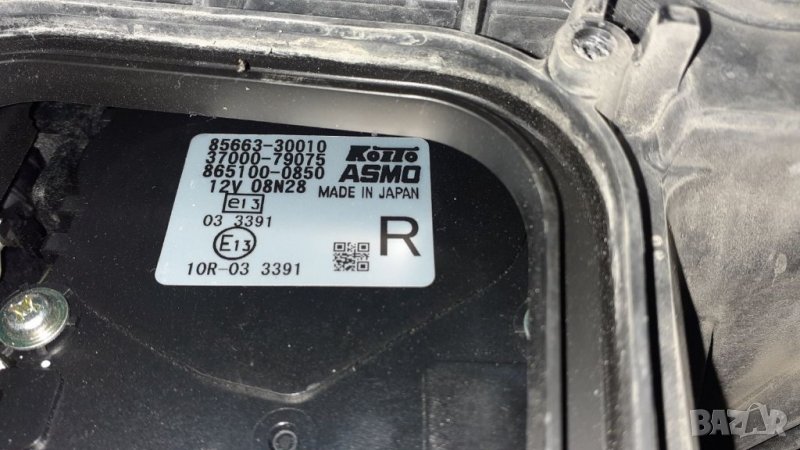 85663-30010
37000-79075
865100-0850
12V 08N28
KOITO
ASMO
MADE IN JAPAN
e13
03 3391
E13
10R-03 3391
R
BAZAR